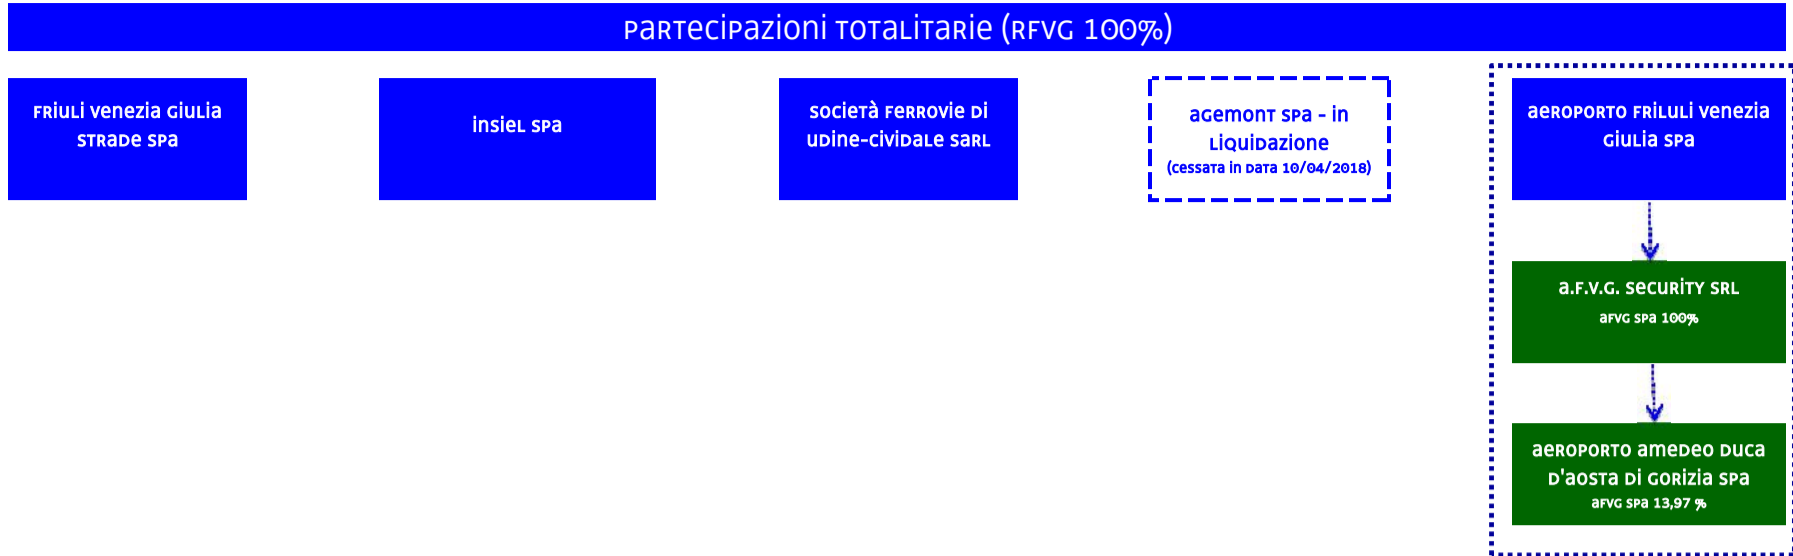 Partecipazioni totalitarie (RFVG 100%)
Friuli Venezia Giulia
Strade SpA
Insiel SpA
Società Ferrovie di
Udine-Cividale Sarl
Agemont SpA - in
liquidazione
(cessata in data 10/04/2018)
Aeroporto Friluli Venezia
Giulia SpA
A.F.V.G. Security Srl
AFVG SpA 100%
Aeroporto Amedeo Duca
d'Aosta di Gorizia SpA
AFVG SpA 13,97 %